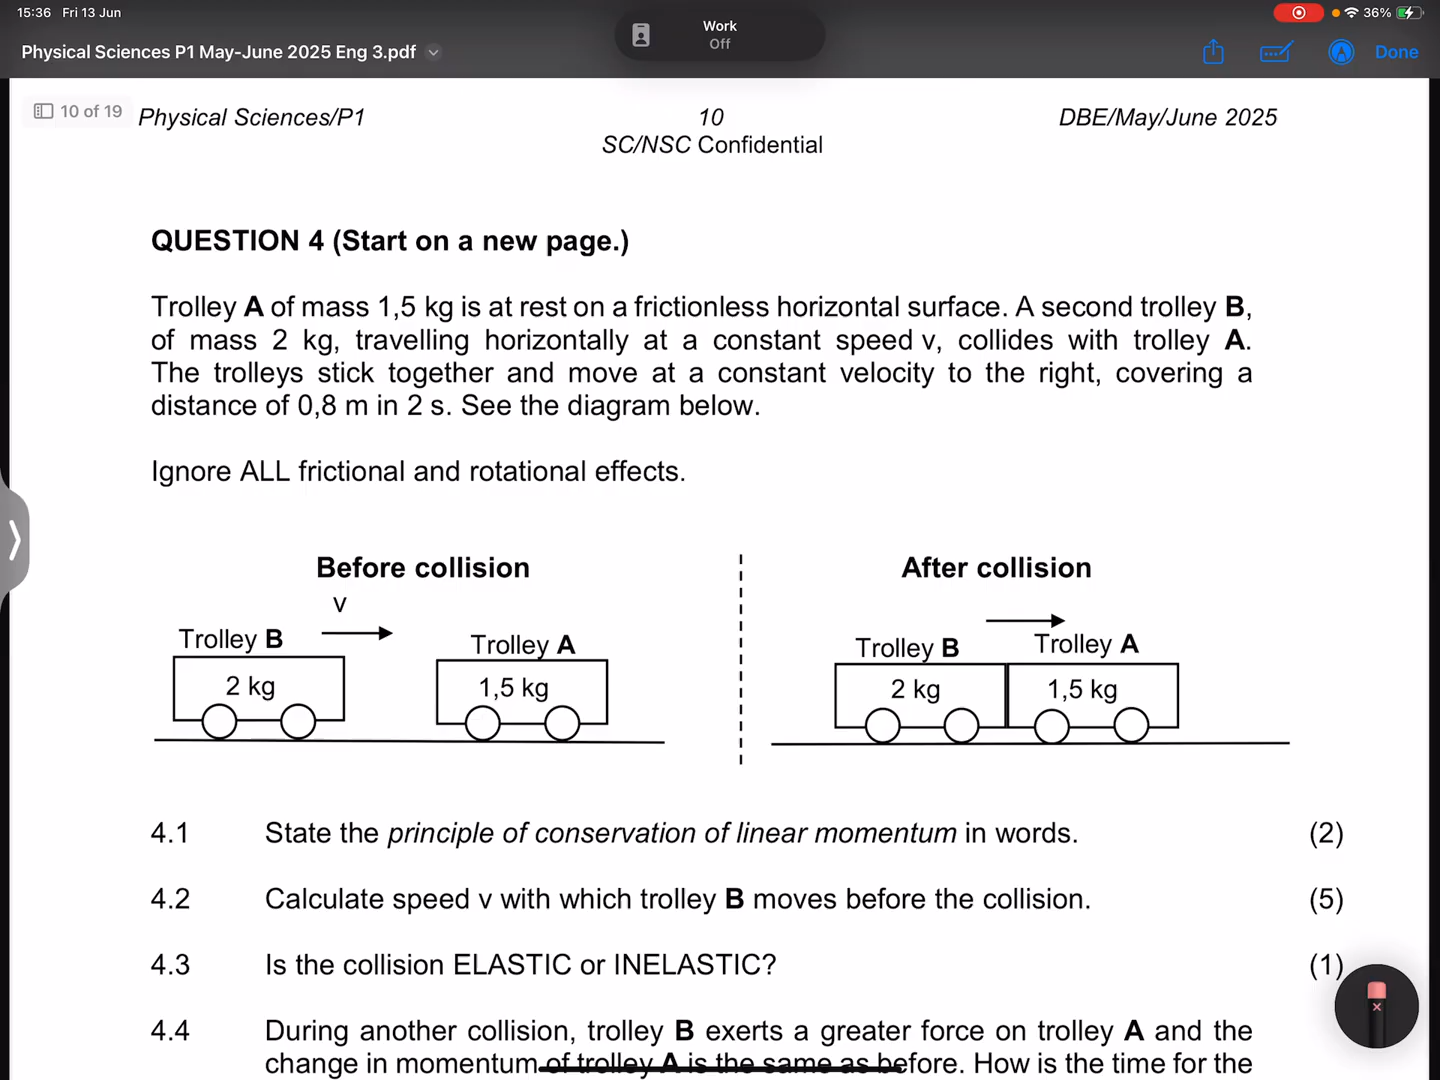 15:36 Fri 13 Jun
Work
Off
36%
Physical Sciences P1 May-June 2025 Eng 3.pdf
Done
10 of 19
Physical Sciences/P1 10 DBE/May/June 2025
SC/NSC Confidential
QUESTION 4 (Start on a new page.)
Trolley A of mass 1,5 kg is at rest on a frictionless horizontal surface. A second trolley B,
of mass 2 kg, travelling horizontally at a constant speed v, collides with trolley A.
The trolleys stick together and move at a constant velocity to the right, covering a
distance of 0,8 m in 2 s. See the diagram below.
Ignore ALL frictional and rotational effects.
Before collision
v
Trolley B
Trolley A
2 kg
1,5 kg
After collision
Trolley B
Trolley A
2 kg
1,5 kg
4.1 State the principle of conservation of linear momentum in words. (2)
4.2 Calculate speed v with which trolley B moves before the collision. (5)
4.3 Is the collision ELASTIC or INELASTIC? (1)
4.4 During another collision, trolley B exerts a greater force on trolley A and the
change in momentum of trolley A is the same as before. How is the time for the